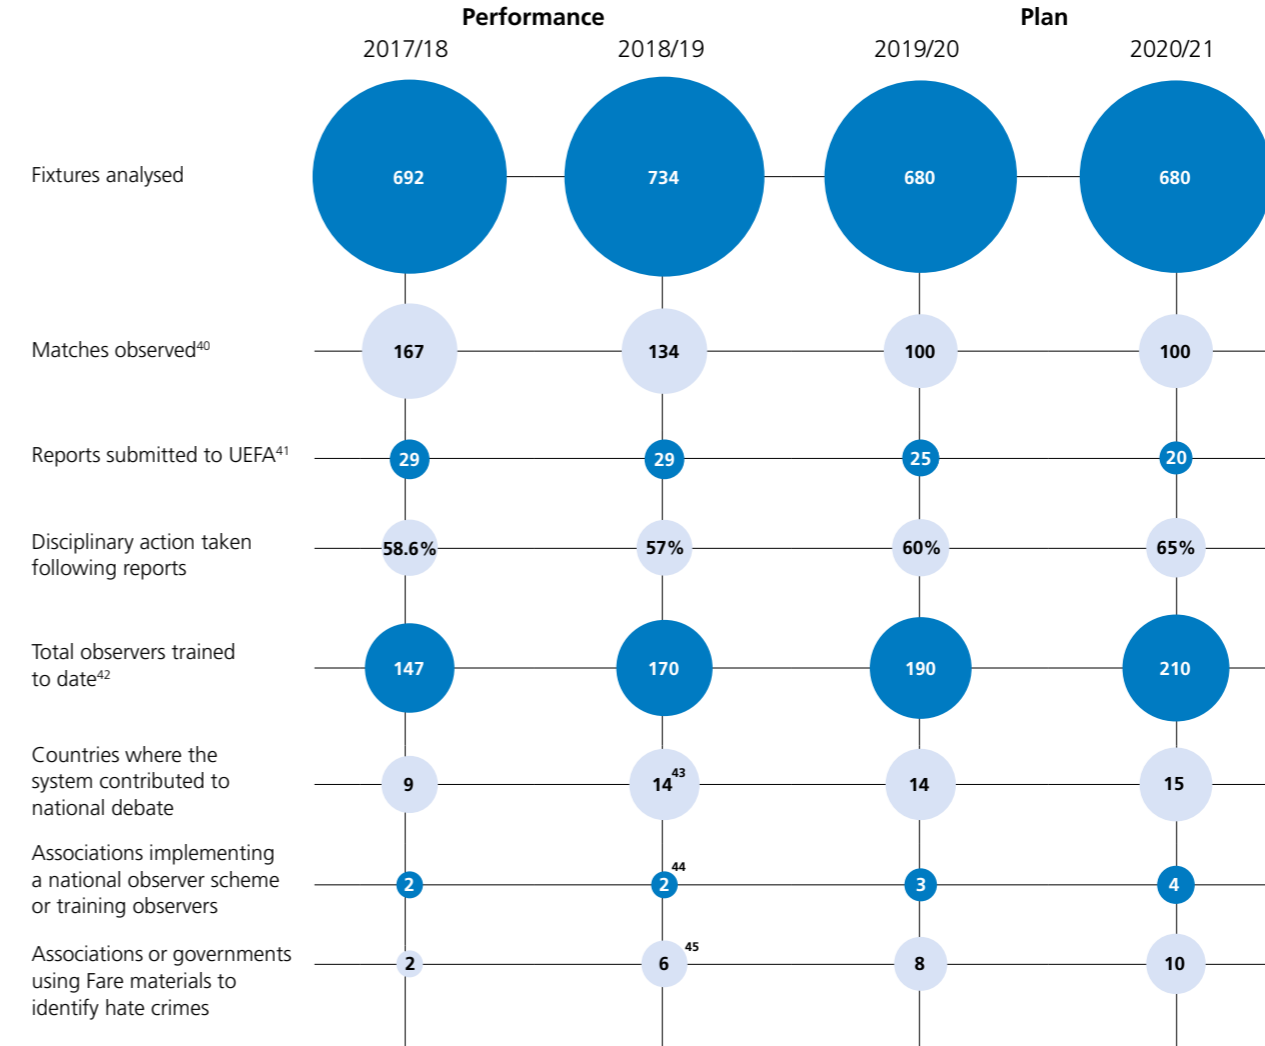 Performance Plan
2017/18 2018/19 2019/20 2020/21
Fixtures analysed 692 734 680 680
Matches observed40 167 134 100 100
Reports submitted to UEFA41 29 29 25 20
Disciplinary action taken
following reports 58.6% 57% 60% 65%
Total observers trained
to date42 147 170 190 210
Countries where the
system contributed to
national debate 9 1443 14 15
Associations implementing
a national observer scheme
or training observers 2 2 44 3 4
Associations or governments
using Fare materials to
identify hate crimes 2 6 45 8 10